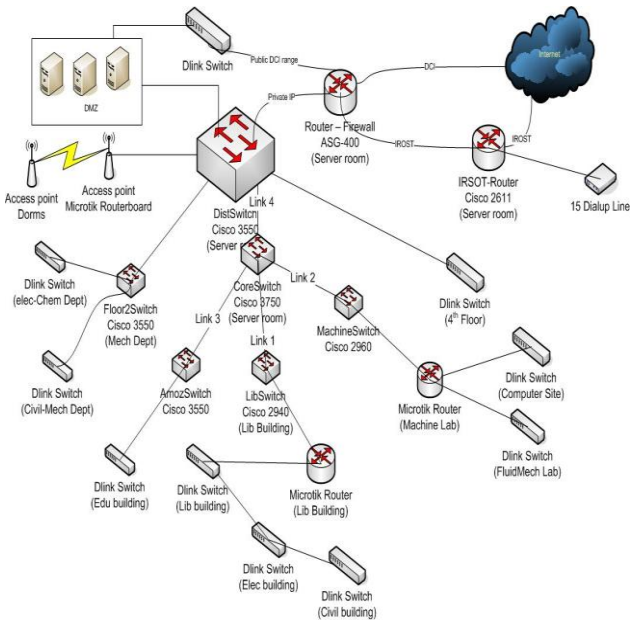 Internet
Dlink Switch
Public DCI range
DCI
DMZ
Private IP
Router – Firewall
ASG-400
(Server room)
IROST
IROST
IRSOT-Router
Cisco 2611
(Server room)
15 Dialup Line
Access point
Dorms
Access point
Microtik Routerboard
DistSwitch
Cisco 3550
(Server room)
Link 4
Dlink Switch
(elec-Chem Dept)
Floor2Switch
Cisco 3550
(Mech Dept)
CoreSwitch
Cisco 3750
(Server room)
Link 2
Dlink Switch
(4th Floor)
Link 3
MachineSwitch
Cisco 2960
Link 1
Dlink Switch
(Civil-Mech Dept)
AmozSwitch
Cisco 3550
LibSwitch
Cisco 2940
(Lib Building)
Microtik Router
(Machine Lab)
Dlink Switch
(Computer Site)
Dlink Switch
(FluidMech Lab)
Dlink Switch
(Edu building)
Dlink Switch
(Lib building)
Microtik Router
(Lib Building)
Dlink Switch
(Elec building)
Dlink Switch
(Civil building)